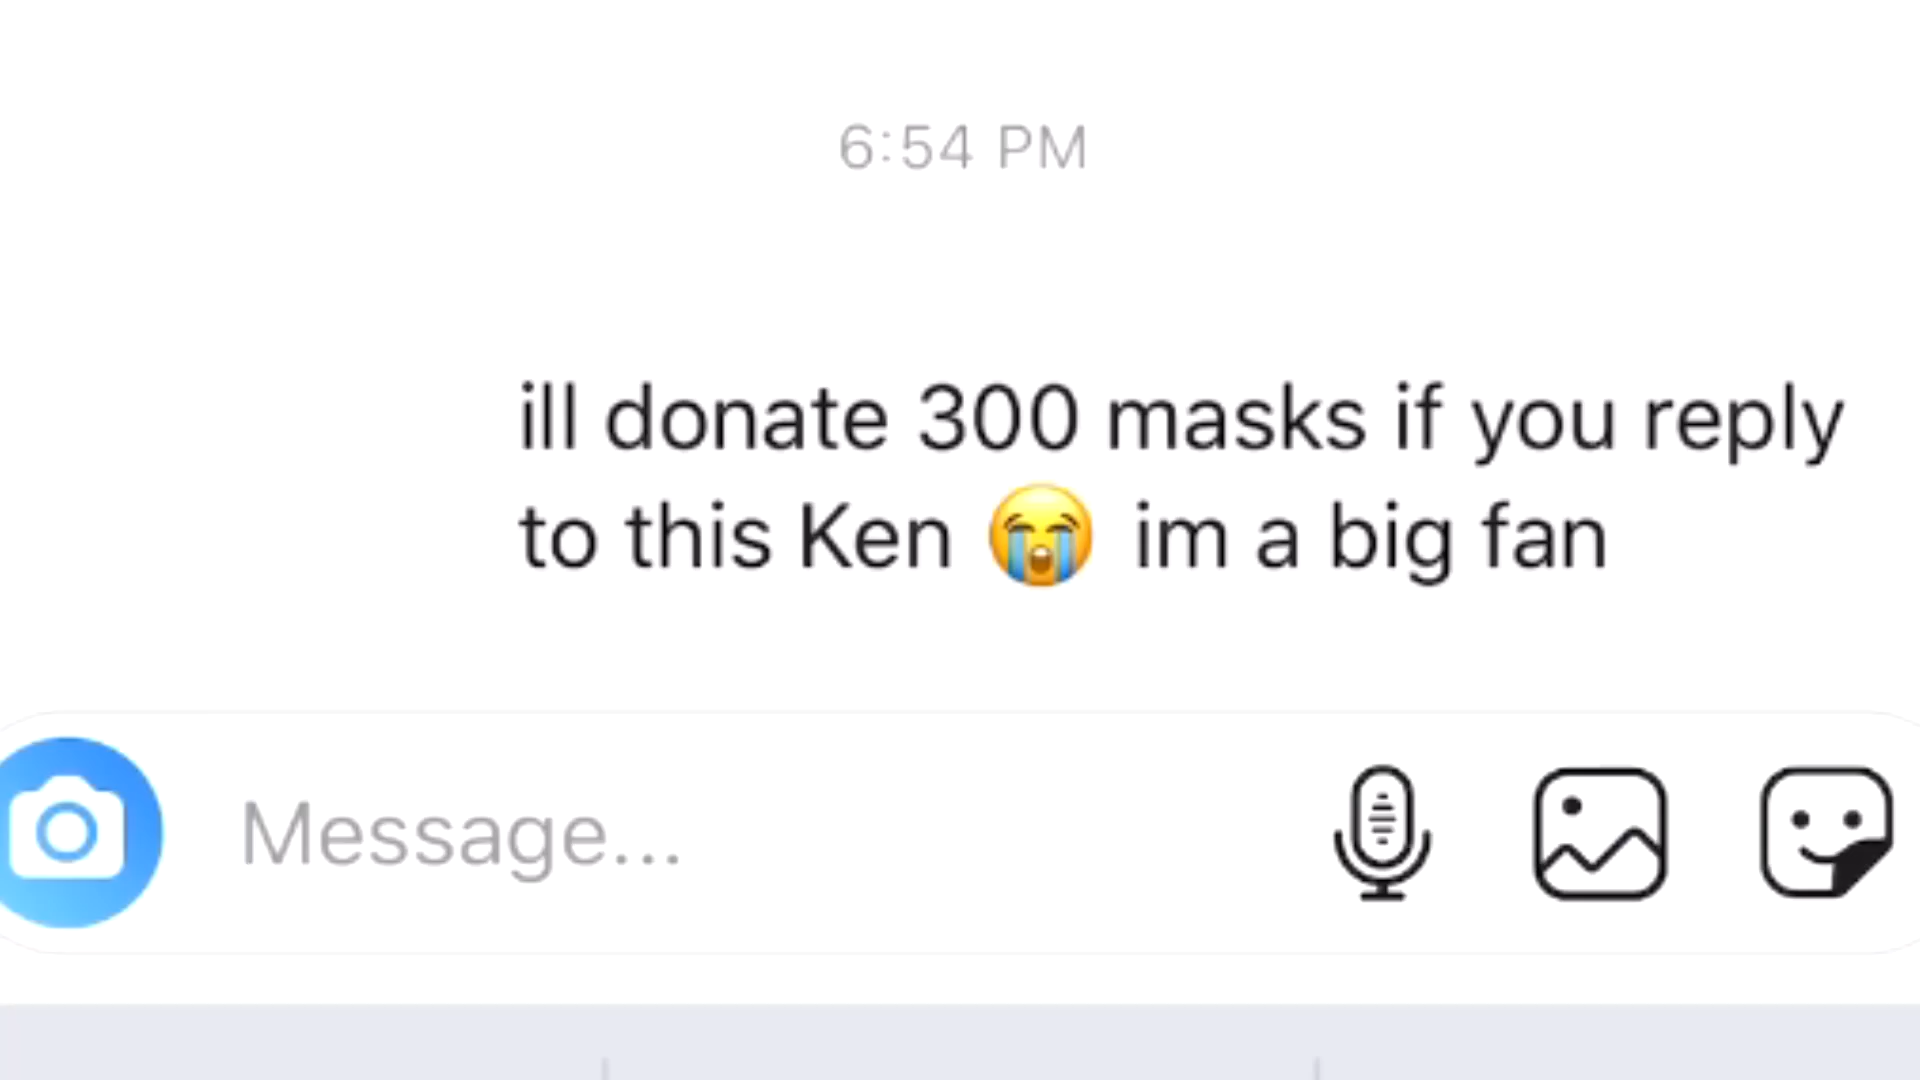 6:54 PM
ill donate 300 masks if you reply
to this Ken 😭 im a big fan
Message...